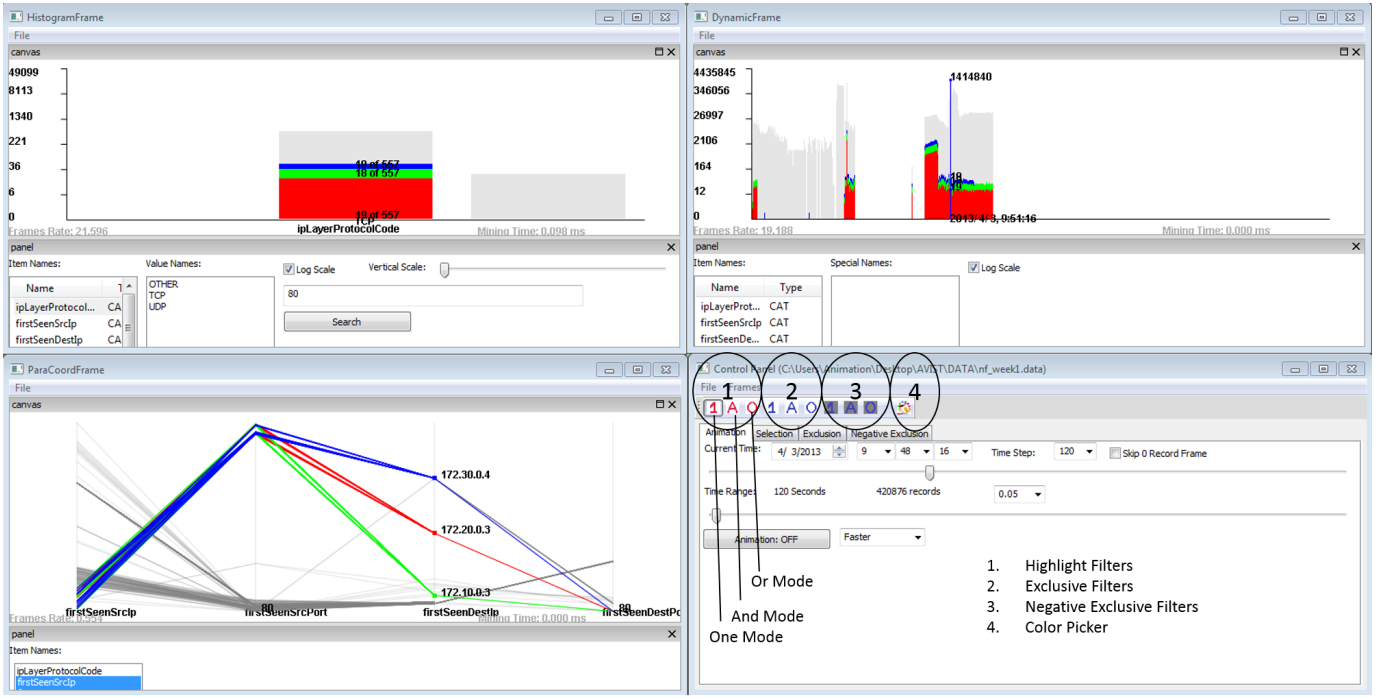 HistogramFrame
File
canvas
49099
8113
1340
221
36
6
0
19 of 557
18 of 557
19 of 557
TCP
ipLayerProtocolCode
Frames Rate: 21.596
Mining Time: 0.098 ms
panel
Item Names:
Value Names:
Log Scale
Vertical Scale:
Name
ipLayerProtocol... CA
firstSeenSrcIp CA
firstSeenDestIp CA
OTHER
TCP
UDP
80
Search
DynamicFrame
File
canvas
4435845
346056
26997
2106
164
12
0
1414840
19
2013/ 4/ 3, 9:51:16
Frames Rate: 19.188
Mining Time: 0.000 ms
panel
Item Names:
Special Names:
Log Scale
Name Type
ipLayerProt... CAT
firstSeenSrcIp CAT
firstSeenDe... CAT
ParaCoordFrame
File
canvas
172.30.0.4
172.20.0.3
172.10.0.3
80
80
firstSeenSrcIp
firstSeenSrcPort
firstSeenDestIp
firstSeenDestPo
Frames Rate: 0.554
Mining Time: 0.000 ms
panel
Item Names:
ipLayerProtocolCode
firstSeenSrcIp
Control Panel (C:\Users\Animation\Desktop\AVIST\DATA\nf_week1.data)
File Frames
1 2 3 4
1 A O 1 A O 1 A O
Animation Selection Exclusion Negative Exclusion
Current Time: 4/ 3/2013 9 48 16 Time Step: 120 Skip 0 Record Frame
Time Range: 120 Seconds 420876 records 0.05
Animation: OFF Faster
Or Mode
And Mode
One Mode
1. Highlight Filters
2. Exclusive Filters
3. Negative Exclusive Filters
4. Color Picker